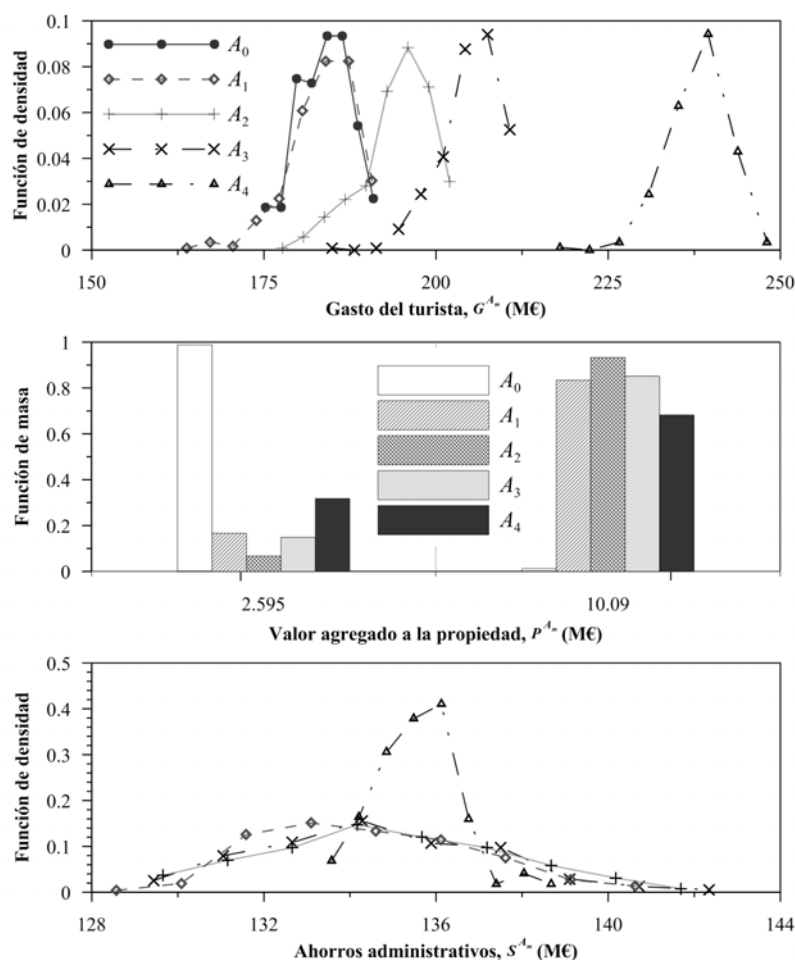 Función de densidad
0.1
0.08
0.06
0.04
0.02
0
A0
A1
A2
A3
A4
150
175
200
225
250
Gasto del turista, G^Am (M€)
Función de masa
1
0.8
0.6
0.4
0.2
0
A0
A1
A2
A3
A4
2.595
10.09
Valor agregado a la propiedad, P^Am (M€)
Función de densidad
0.5
0.4
0.3
0.2
0.1
0
128
132
136
140
144
Ahorros administrativos, S^Am (M€)